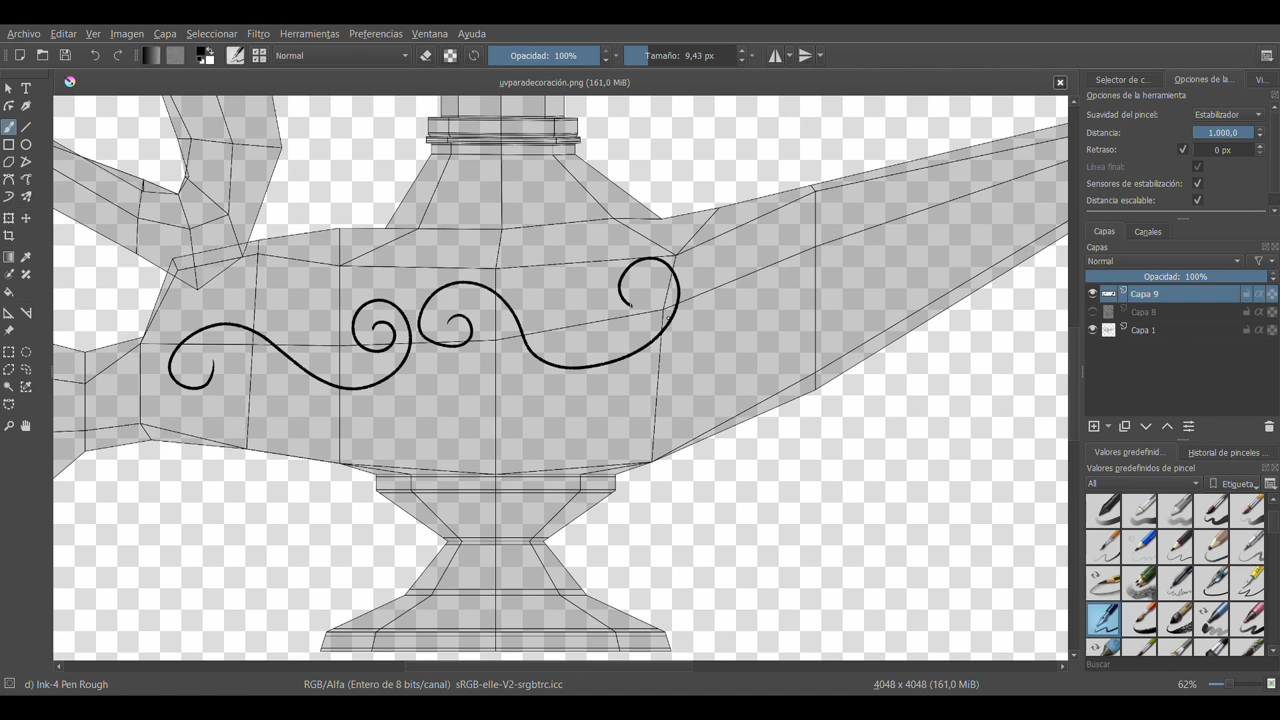 Archivo Editar Ver Imagen Capa Seleccionar Filtro Herramientas Preferencias Ventana Ayuda
Normal Opacidad: 100% Tamaño: 9,43 px
uvparadecoración.png (161,0 MiB)
Selector de c... Opciones de la... Vi...
Opciones de la herramienta
Suavidad del pincel: Estabilizador
Distancia: 1.000,0
Retraso: 0 px
Línea final:
Sensores de estabilización:
Distancia escalable:
Capas Canales
Capas
Normal
Opacidad: 100%
Capa 9
Capa 8
Capa 1
Valores predefinid... Historial de pinceles ...
Valores predefinidos de pincel
All Etiqueta
Buscar
d) Ink-4 Pen Rough RGB/Alfa (Entero de 8 bits/canal) sRGB-elle-V2-srgbtrc.icc 4048 x 4048 (161,0 MiB) 62%